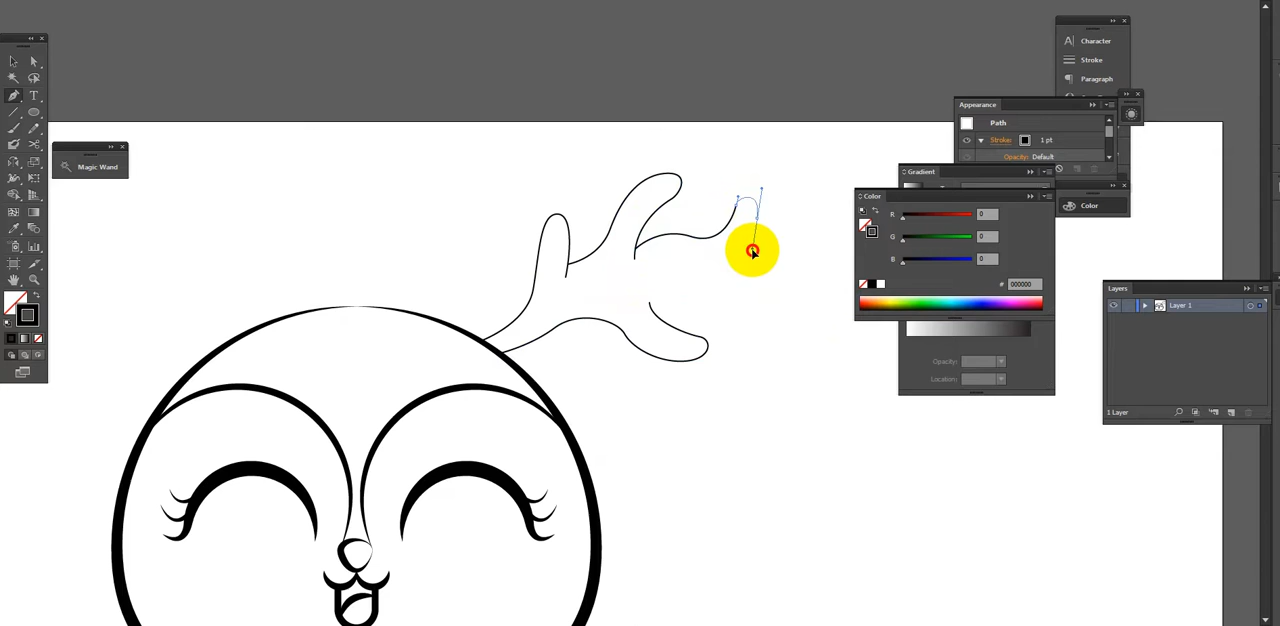 Character
Stroke
Paragraph
Appearance
Path
Stroke: 1 pt
Opacity: Default
Magic Wand
Gradient
Color
Color
R 0
G 0
B 0
# 000000
Opacity:
Location:
Layers
Layer 1
1 Layer